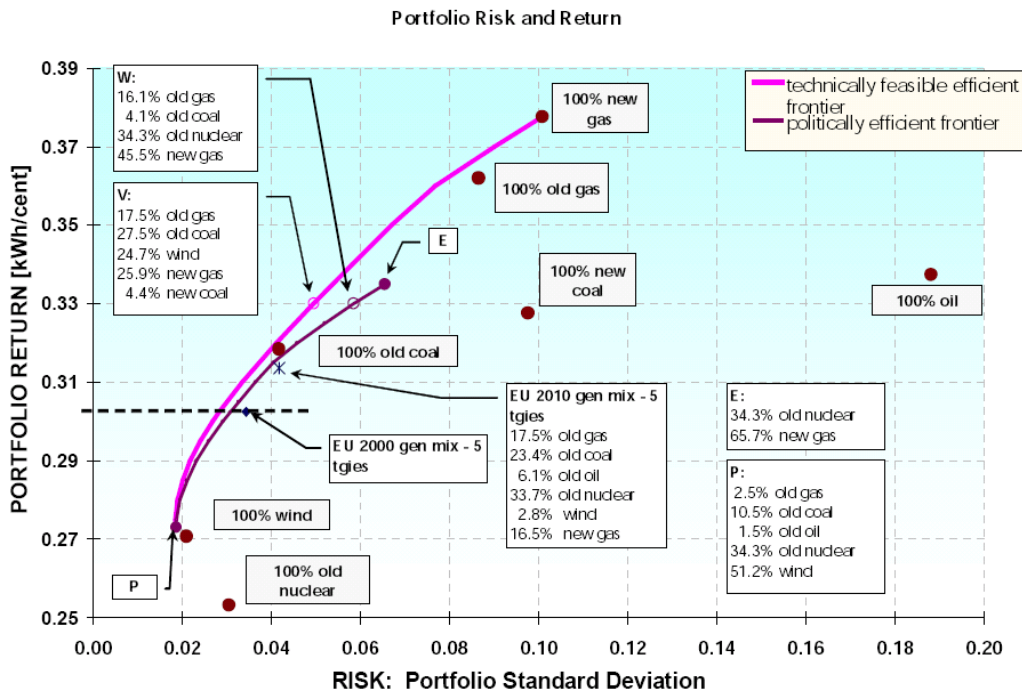 Portfolio Risk and Return
PORTFOLIO RETURN [kWh/cent]
0.39
0.37
0.35
0.33
0.31
0.29
0.27
0.25
W:
16.1% old gas
4.1% old coal
34.3% old nuclear
45.5% new gas
V:
17.5% old gas
27.5% old coal
24.7% wind
25.9% new gas
4.4% new coal
100% new
gas
technically feasible efficient
frontier
politically efficient frontier
100% old gas
E
100% new
coal
100% oil
100% old coal
EU 2010 gen mix - 5
tgies
17.5% old gas
23.4% old coal
6.1% old oil
33.7% old nuclear
2.8% wind
16.5% new gas
E:
34.3% old nuclear
65.7% new gas
EU 2000 gen mix - 5
tgies
P:
2.5% old gas
10.5% old coal
1.5% old oil
34.3% old nuclear
51.2% wind
100% wind
P
100% old
nuclear
0.00
0.02
0.04
0.06
0.08
0.10
0.12
0.14
0.16
0.18
0.20
RISK: Portfolio Standard Deviation